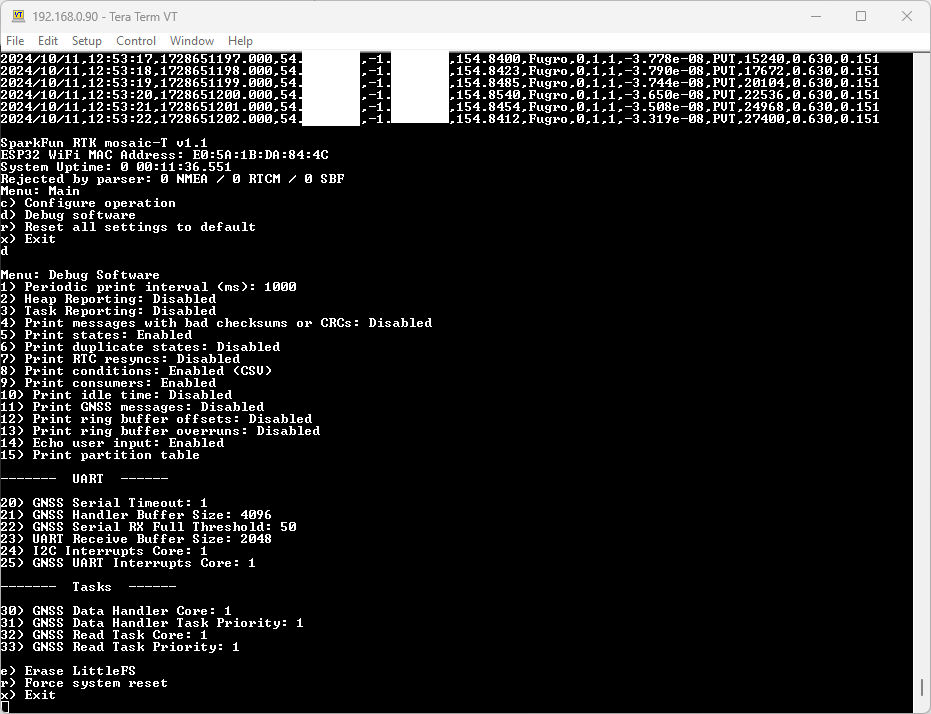 192.168.0.90 - Tera Term VT
File Edit Setup Control Window Help
2024/10/11,12:53:17,1728651197.000,54. ,-1. ,154.8400,Fugro,0,1,1,-3.778e-08,PVT,15240,0.630,0.151
2024/10/11,12:53:18,1728651198.000,54. ,-1. ,154.8423,Fugro,0,1,1,-3.790e-08,PVT,17672,0.630,0.151
2024/10/11,12:53:19,1728651199.000,54. ,-1. ,154.8485,Fugro,0,1,1,-3.744e-08,PVT,20104,0.630,0.151
2024/10/11,12:53:20,1728651200.000,54. ,-1. ,154.8540,Fugro,0,1,1,-3.650e-08,PVT,22536,0.630,0.151
2024/10/11,12:53:21,1728651201.000,54. ,-1. ,154.8454,Fugro,0,1,1,-3.508e-08,PVT,24968,0.630,0.151
2024/10/11,12:53:22,1728651202.000,54. ,-1. ,154.8412,Fugro,0,1,1,-3.319e-08,PVT,27400,0.630,0.151
SparkFun RTK mosaic-T v1.1
ESP32 WiFi MAC Address: E0:5A:1B:DA:84:4C
System Uptime: 0 00:11:36.551
Rejected by parser: 0 NMEA / 0 RTCM / 0 SBF
Menu: Main
c) Configure operation
d) Debug software
r) Reset all settings to default
x) Exit
d
Menu: Debug Software
1) Periodic print interval (ms): 1000
2) Heap Reporting: Disabled
3) Task Reporting: Disabled
4) Print messages with bad checksums or CRCs: Disabled
5) Print states: Enabled
6) Print duplicate states: Disabled
7) Print RTC resyncs: Disabled
8) Print conditions: Enabled (CSV)
9) Print consumers: Enabled
10) Print idle time: Disabled
11) Print GNSS messages: Disabled
12) Print ring buffer offsets: Disabled
13) Print ring buffer overruns: Disabled
14) Echo user input: Enabled
15) Print partition table
------- UART ------
20) GNSS Serial Timeout: 1
21) GNSS Handler Buffer Size: 4096
22) GNSS Serial RX Full Threshold: 50
23) UART Receive Buffer Size: 2048
24) I2C Interrupts Core: 1
25) GNSS UART Interrupts Core: 1
------- Tasks ------
30) GNSS Data Handler Core: 1
31) GNSS Data Handler Task Priority: 1
32) GNSS Read Task Core: 1
33) GNSS Read Task Priority: 1
e) Erase LittleFS
r) Force system reset
x) Exit